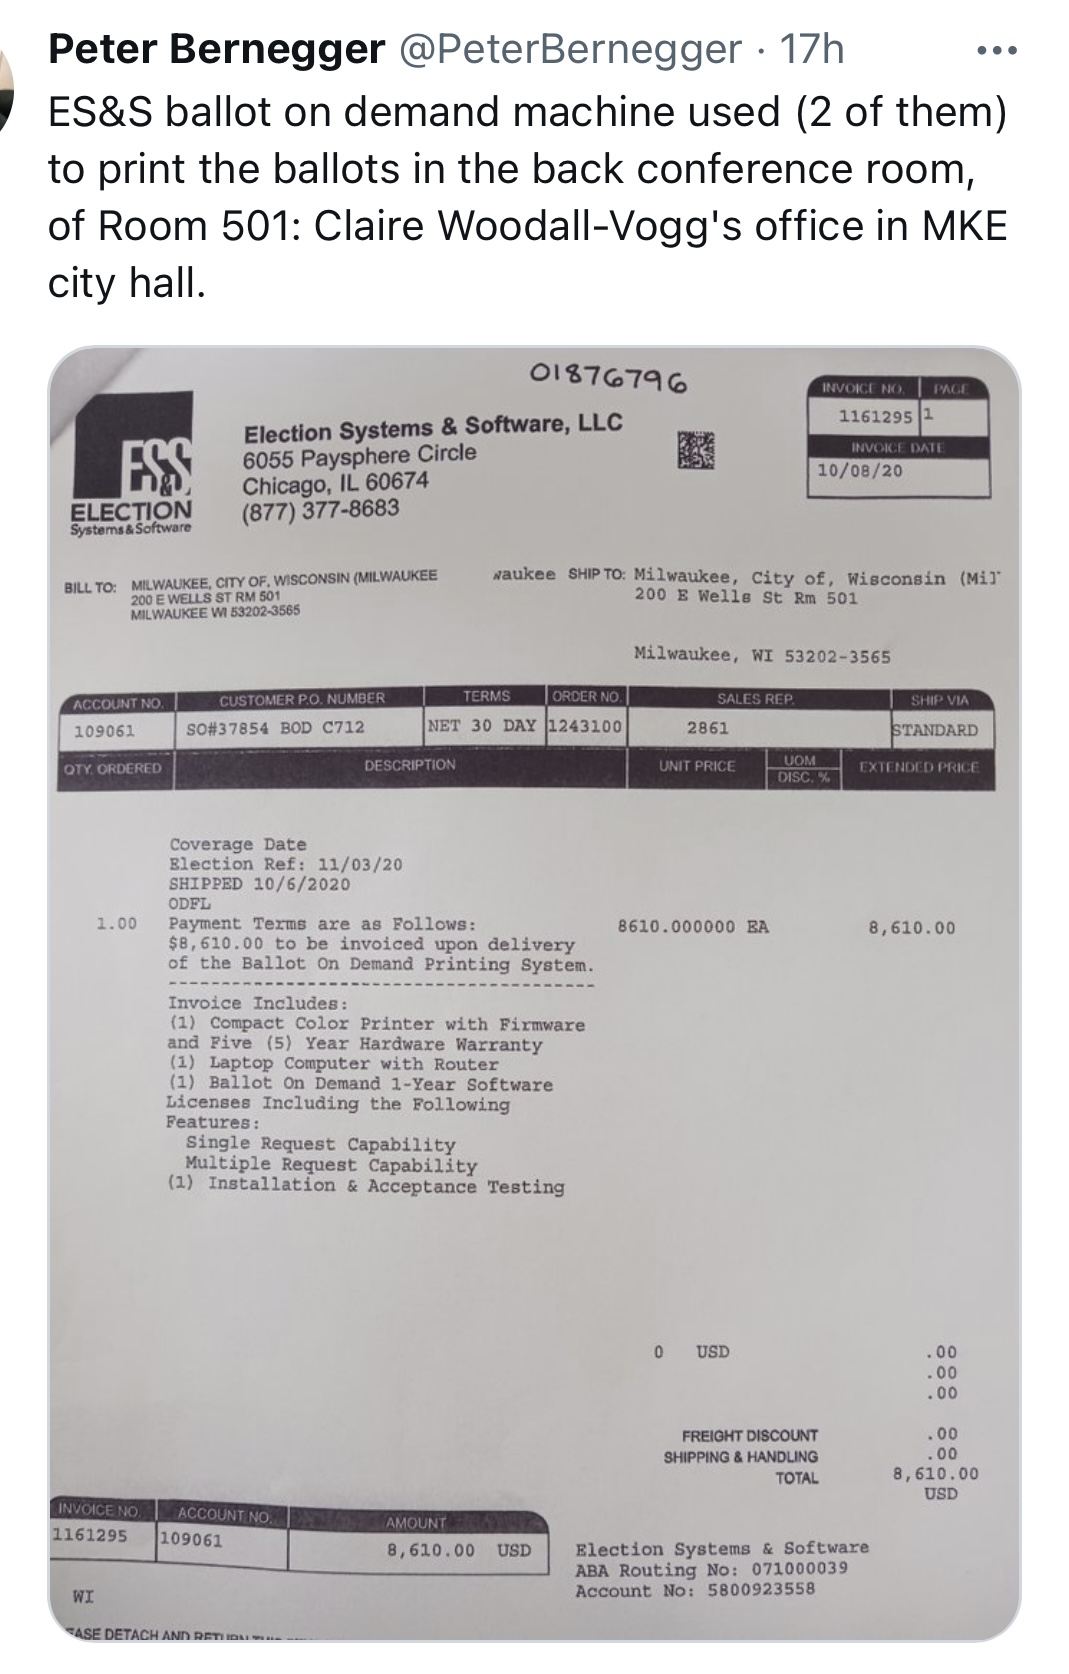 Peter Bernegger @PeterBernegger · 17h
ES&S ballot on demand machine used (2 of them)
to print the ballots in the back conference room,
of Room 501: Claire Woodall-Vogg's office in MKE
city hall.
01876796
INVOICE NO. PAGE
1161295 1
INVOICE DATE
10/08/20
ES&S
ELECTION
Systems&Software
Election Systems & Software, LLC
6055 Paysphere Circle
Chicago, IL 60674
(877) 377-8683
BILL TO: MILWAUKEE, CITY OF, WISCONSIN (MILWAUKEE
200 E WELLS ST RM 501
MILWAUKEE WI 53202-3565
waukee SHIP TO: Milwaukee, City of, Wisconsin (Mil
200 E Wells St Rm 501
Milwaukee, WI 53202-3565
ACCOUNT NO. CUSTOMER P.O. NUMBER TERMS ORDER NO. SALES REP. SHIP VIA
109061 SO#37854 BOD C712 NET 30 DAY 1243100 2861 STANDARD
QTY. ORDERED DESCRIPTION UNIT PRICE UOM DISC. % EXTENDED PRICE
Coverage Date
Election Ref: 11/03/20
SHIPPED 10/6/2020
ODFL
1.00 Payment Terms are as Follows: 8610.000000 EA 8,610.00
$8,610.00 to be invoiced upon delivery
of the Ballot On Demand Printing System.
----------------------------------------
Invoice Includes:
(1) Compact Color Printer with Firmware
and Five (5) Year Hardware Warranty
(1) Laptop Computer with Router
(1) Ballot On Demand 1-Year Software
Licenses Including the Following
Features:
Single Request Capability
Multiple Request Capability
(1) Installation & Acceptance Testing
0 USD .00
.00
.00
FREIGHT DISCOUNT .00
SHIPPING & HANDLING .00
TOTAL 8,610.00
USD
INVOICE NO. ACCOUNT NO. AMOUNT
1161295 109061 8,610.00 USD
Election Systems & Software
ABA Routing No: 071000039
Account No: 5800923558
WI
EASE DETACH AND RETURN